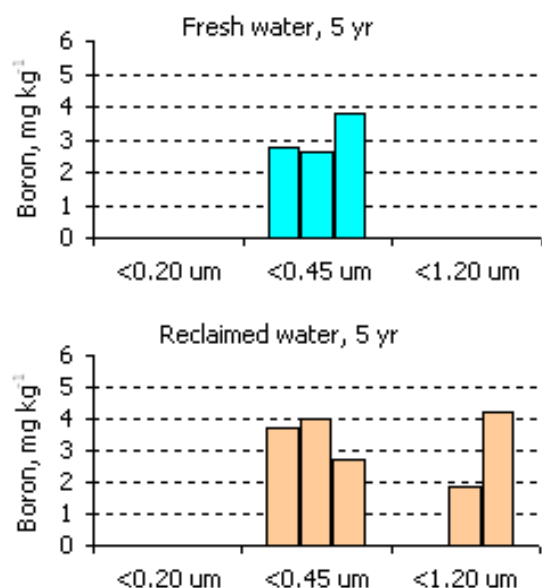 Fresh water, 5 yr
Boron, mg kg⁻¹
6
5
4
3
2
1
0
<0.20 um <0.45 um <1.20 um
Reclaimed water, 5 yr
Boron, mg kg⁻¹
6
5
4
3
2
1
0
<0.20 um <0.45 um <1.20 um